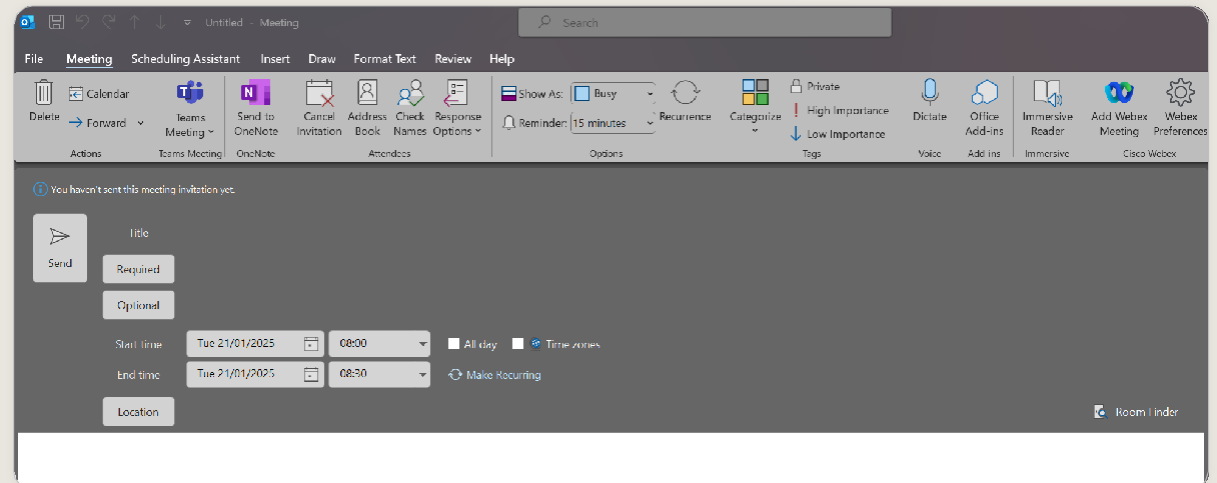 Untitled - Meeting
Search
File Meeting Scheduling Assistant Insert Draw Format Text Review Help
Delete
Calendar
Forward
Actions
Teams
Meeting
Teams Meeting
Send to
OneNote
OneNote
Cancel
Invitation
Address
Book
Check
Names
Response
Options
Attendees
Show As: Busy
Reminder: 15 minutes
Recurrence
Options
Categorize
Private
High Importance
Low Importance
Tags
Dictate
Voice
Office
Add-ins
Add ins
Immersive
Reader
Immersive
Add Webex
Meeting
Webex
Preferences
Cisco Webex
You haven't sent this meeting invitation yet.
Send
Title
Required
Optional
Start time Tue 21/01/2025 08:00 All day Time zones
End time Tue 21/01/2025 08:30 Make Recurring
Location
Room Finder